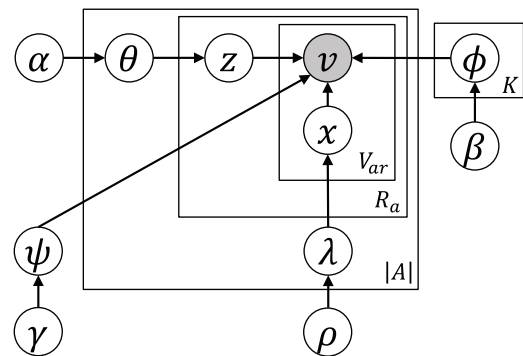 α θ z v ϕ
K
x β
V_ar
R_a
ψ λ
|A|
γ ρ